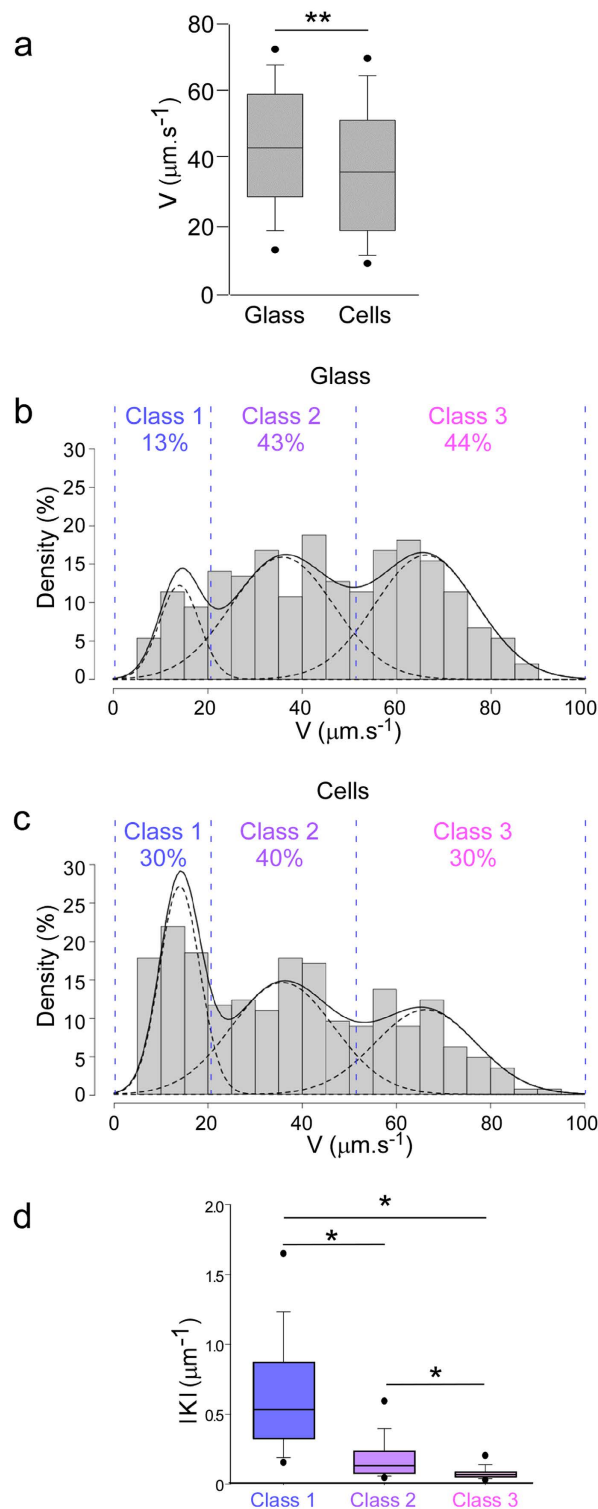 a
**
80
60
40
20
0
V (μm.s⁻¹)
Glass Cells
Glass
b
Class 1 Class 2 Class 3
13% 43% 44%
30
25
20
15
10
5
0
Density (%)
0 20 40 60 80 100
V (μm.s⁻¹)
Cells
c
Class 1 Class 2 Class 3
30% 40% 30%
30
25
20
15
10
5
0
Density (%)
0 20 40 60 80 100
V (μm.s⁻¹)
d
*
*
*
2.0
1.5
1.0
0.5
0
|K| (μm⁻¹)
Class 1 Class 2 Class 3